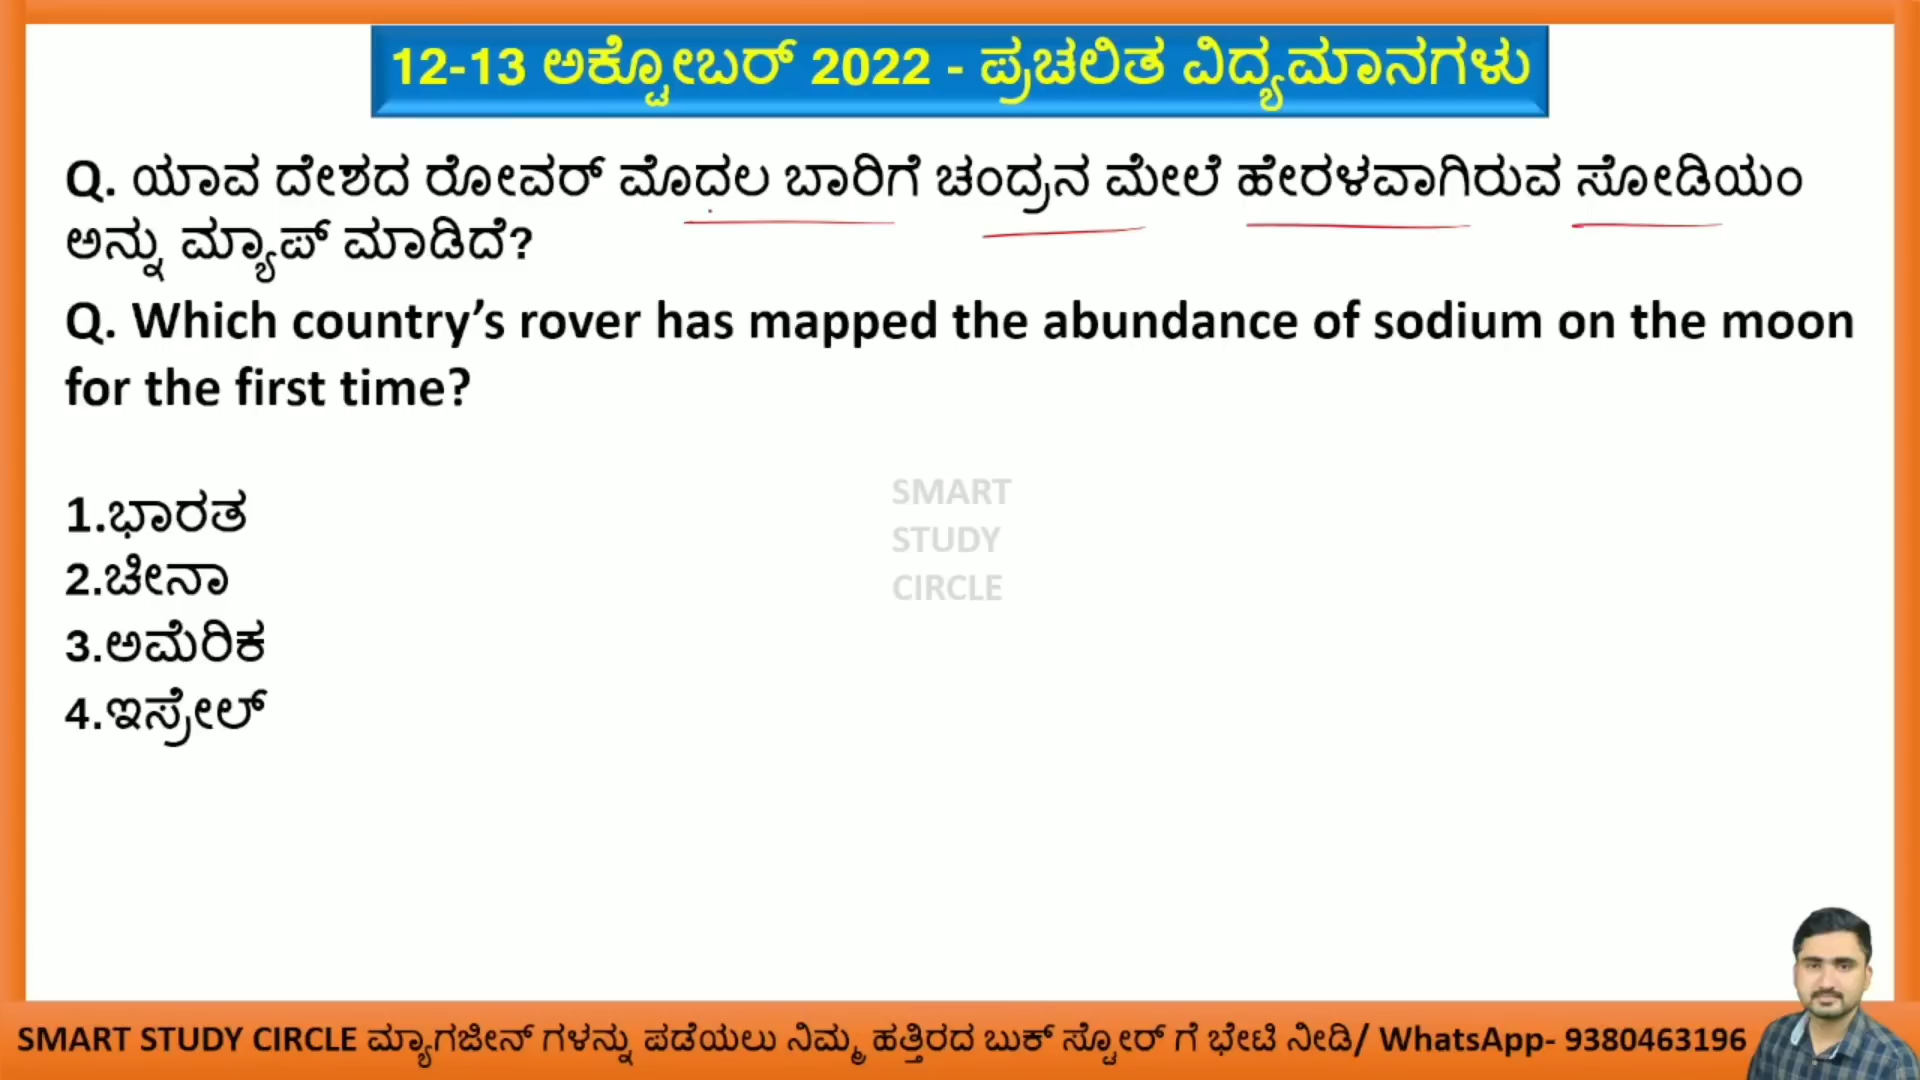 12-13 ಅಕ್ಟೋಬರ್ 2022 - ಪ್ರಚಲಿತ ವಿದ್ಯಮಾನಗಳು
Q. ಯಾವ ದೇಶದ ರೋವರ್ ಮೊದಲ ಬಾರಿಗೆ ಚಂದ್ರನ ಮೇಲೆ ಹೇರಳವಾಗಿರುವ ಸೋಡಿಯಂ
ಅನ್ನು ಮ್ಯಾಪ್ ಮಾಡಿದೆ?
Q. Which country’s rover has mapped the abundance of sodium on the moon
for the first time?
1.ಭಾರತ
2.ಚೀನಾ
3.ಅಮೆರಿಕ
4.ಇಸ್ರೇಲ್
SMART
STUDY
CIRCLE
SMART STUDY CIRCLE ಮ್ಯಾಗಜೀನ್ ಗಳನ್ನು ಪಡೆಯಲು ನಿಮ್ಮ ಹತ್ತಿರದ ಬುಕ್ ಸ್ಟೋರ್ ಗೆ ಭೇಟಿ ನೀಡಿ/ WhatsApp- 9380463196